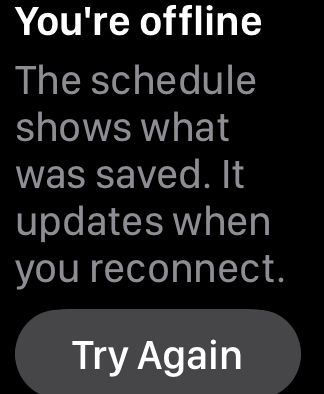 You're offline
The schedule
shows what
was saved. It
updates when
you reconnect.
Try Again